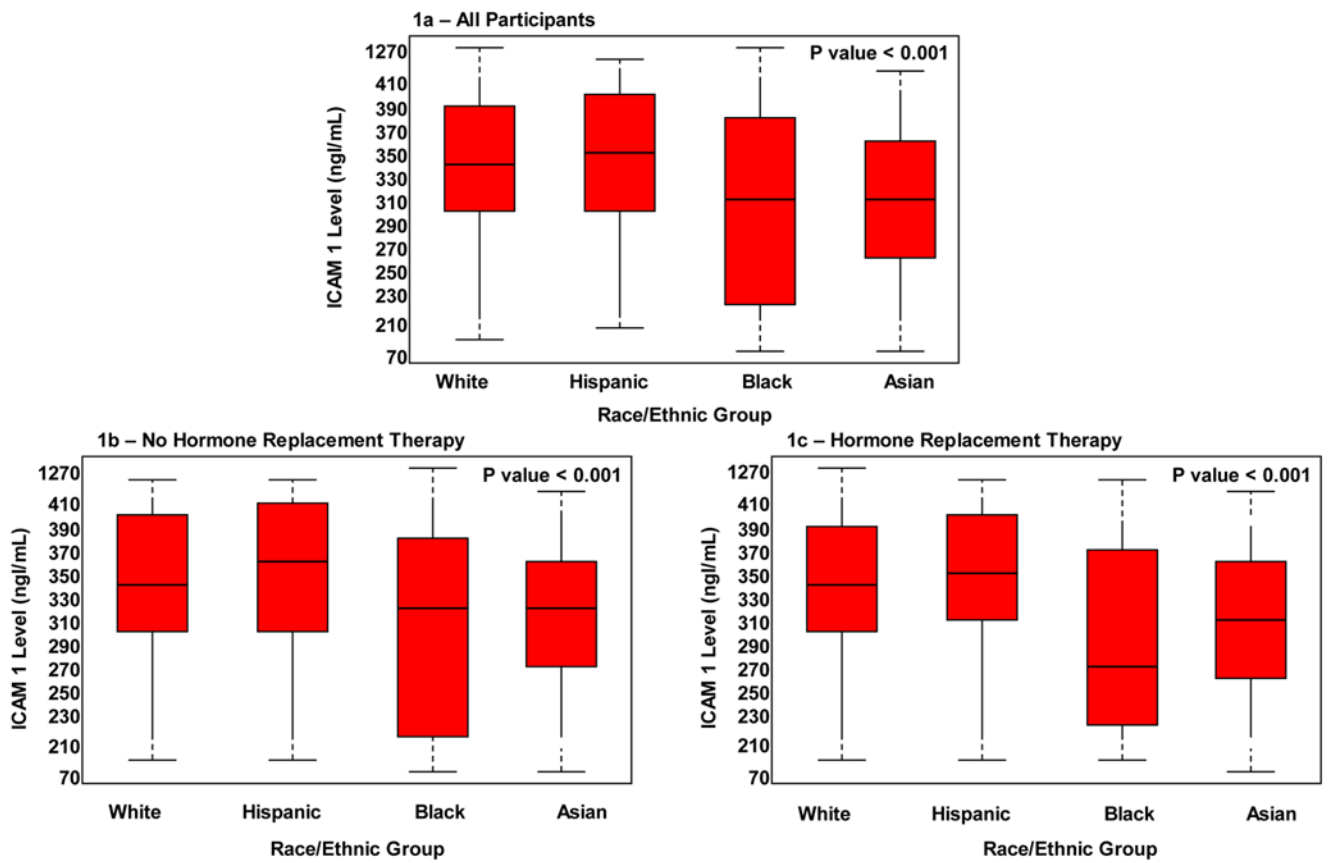 1a – All Participants
P value < 0.001
ICAM 1 Level (ngl/mL)
1270
410
390
370
350
330
310
290
270
250
230
210
70
White Hispanic Black Asian
Race/Ethnic Group
1b – No Hormone Replacement Therapy
P value < 0.001
ICAM 1 Level (ngl/mL)
1270
410
390
370
350
330
310
290
270
250
230
210
70
White Hispanic Black Asian
Race/Ethnic Group
1c – Hormone Replacement Therapy
P value < 0.001
ICAM 1 Level (ngl/mL)
1270
410
390
370
350
330
310
290
270
250
230
210
70
White Hispanic Black Asian
Race/Ethnic Group